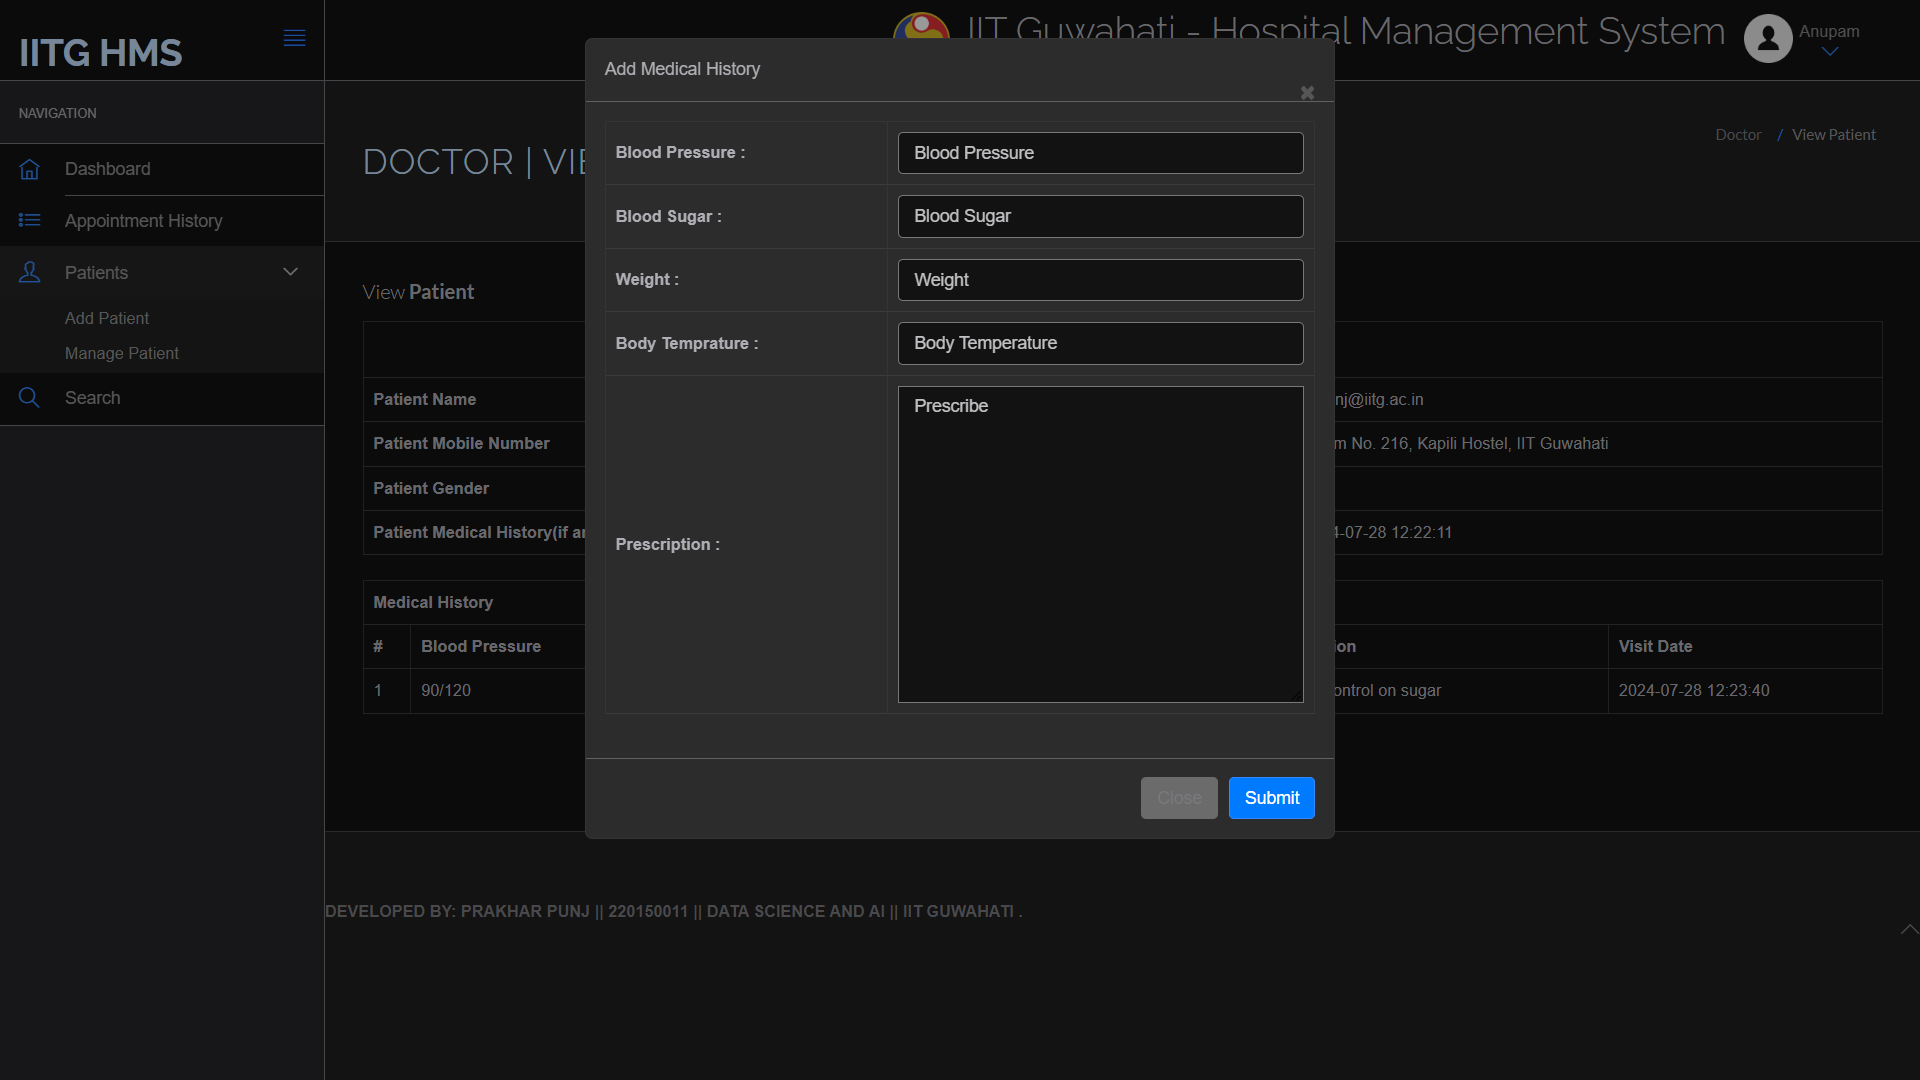 IITG HMS
IIT Guwahati - Hospital Management System
Anupam
NAVIGATION
Dashboard
Appointment History
Patients
Add Patient
Manage Patient
Search
DOCTOR | VIE
Doctor / View Patient
View Patient
Patient Name
nj@iitg.ac.in
Patient Mobile Number
m No. 216, Kapili Hostel, IIT Guwahati
Patient Gender
Patient Medical History(if an
-07-28 12:22:11
Medical History
# Blood Pressure
ion Visit Date
1 90/120
ontrol on sugar 2024-07-28 12:23:40
Add Medical History
×
Blood Pressure : Blood Pressure
Blood Sugar : Blood Sugar
Weight : Weight
Body Temprature : Body Temperature
Prescription : Prescribe
Close Submit
DEVELOPED BY: PRAKHAR PUNJ || 220150011 || DATA SCIENCE AND AI || IIT GUWAHATI .